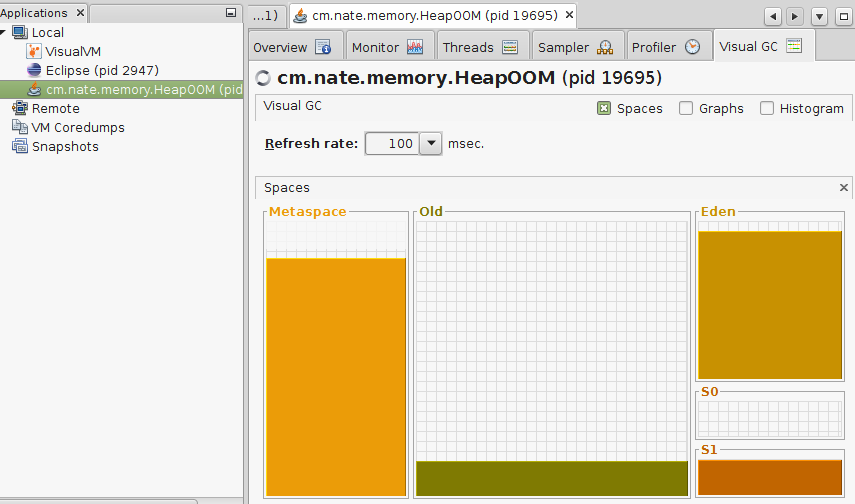 Applications
Local
VisualVM
Eclipse (pid 2947)
cm.nate.memory.HeapOOM (pid
Remote
VM Coredumps
Snapshots
...1)
cm.nate.memory.HeapOOM (pid 19695)
Overview Monitor Threads Sampler Profiler Visual GC
cm.nate.memory.HeapOOM (pid 19695)
Visual GC Spaces Graphs Histogram
Refresh rate: 100 msec.
Spaces
Metaspace Old Eden
S0
S1